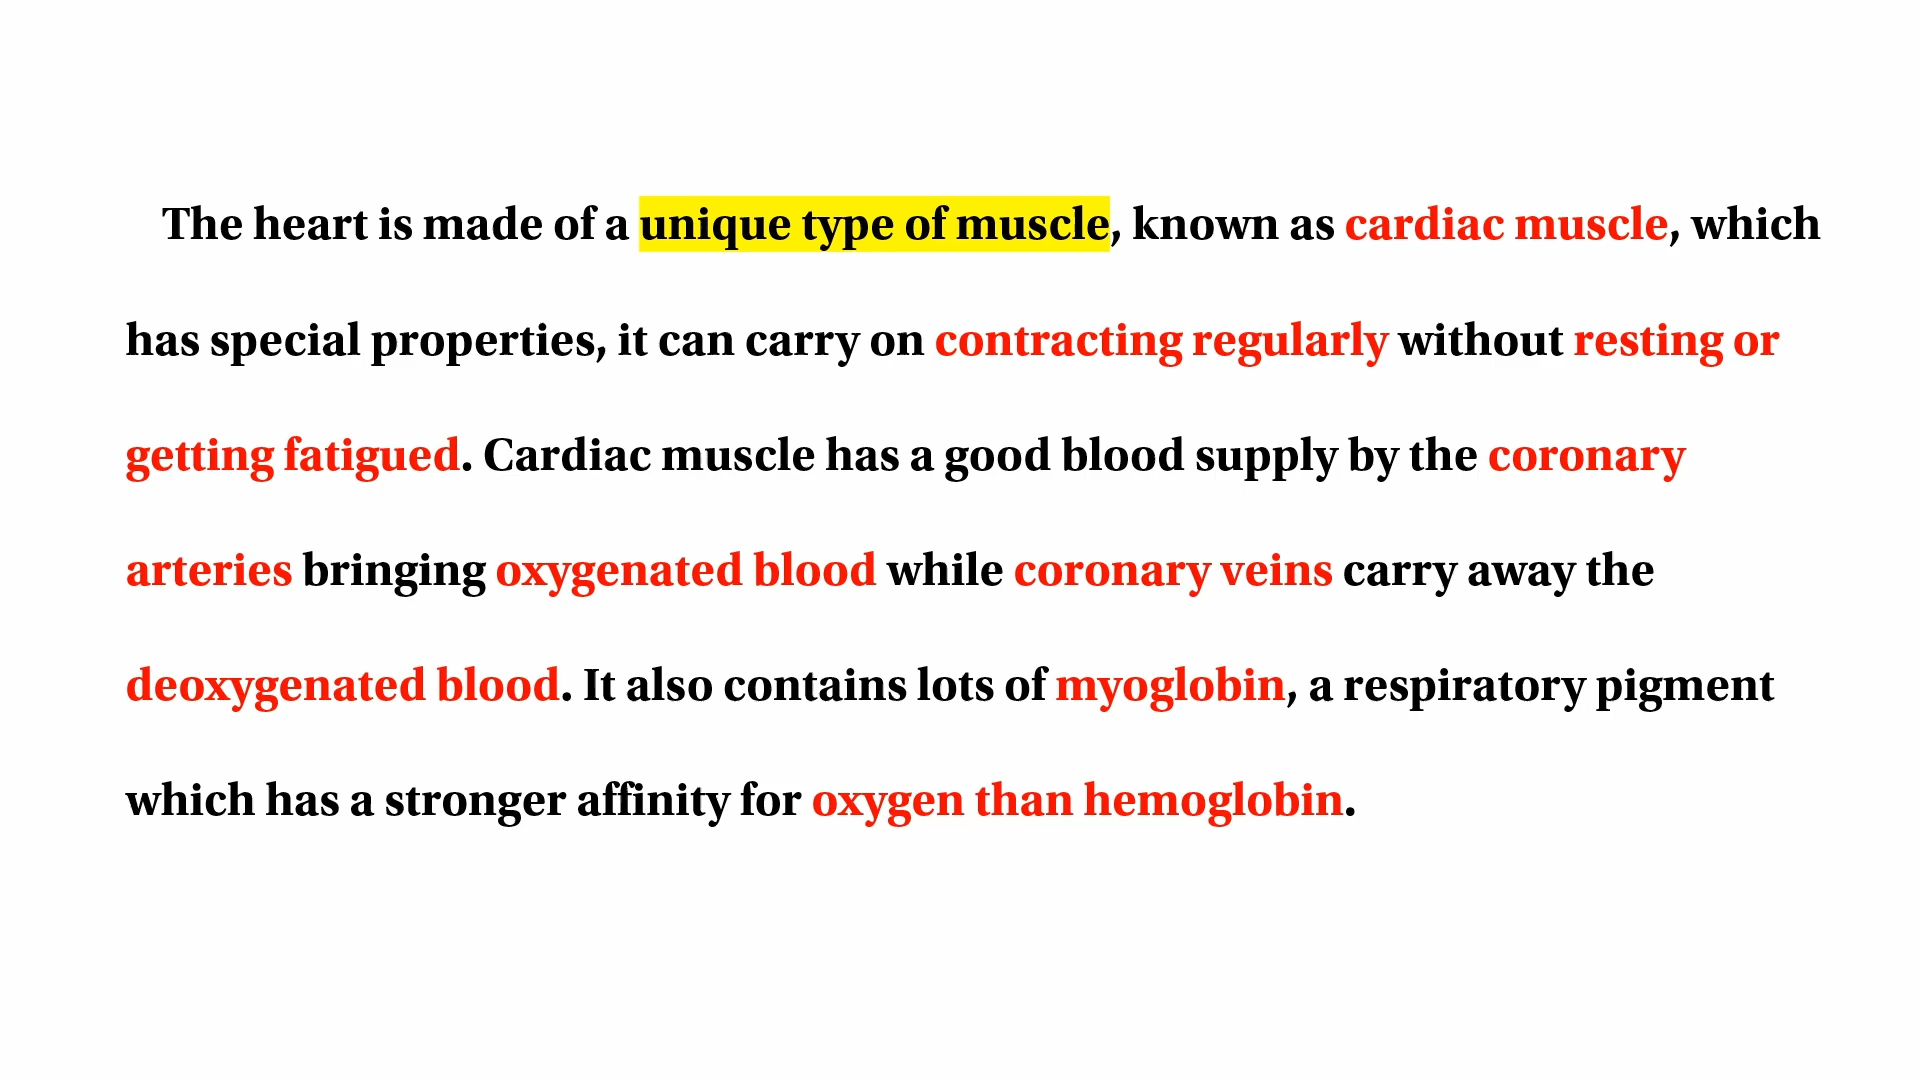 The heart is made of a unique type of muscle, known as cardiac muscle, which
has special properties, it can carry on contracting regularly without resting or
getting fatigued. Cardiac muscle has a good blood supply by the coronary
arteries bringing oxygenated blood while coronary veins carry away the
deoxygenated blood. It also contains lots of myoglobin, a respiratory pigment
which has a stronger affinity for oxygen than hemoglobin.